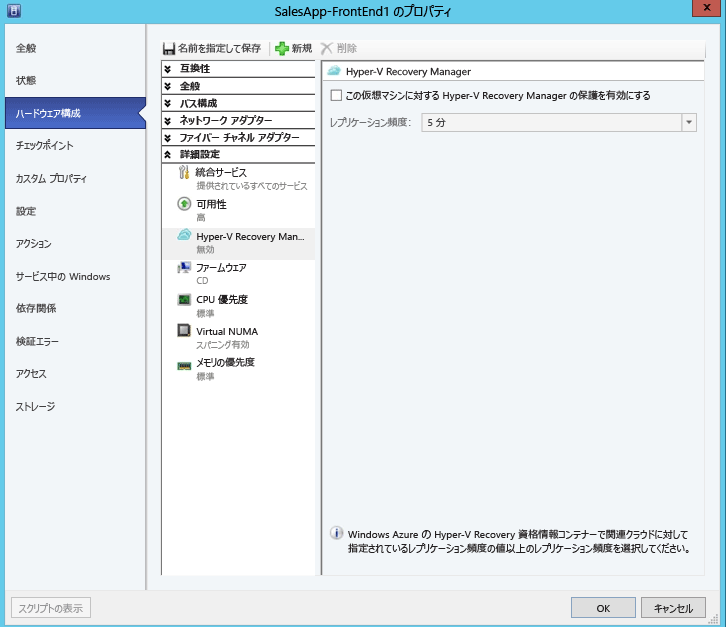 SalesApp-FrontEnd1 のプロパティ
全般
状態
ハードウェア構成
チェックポイント
カスタム プロパティ
設定
アクション
サービス中の Windows
依存関係
検証エラー
アクセス
ストレージ
名前を指定して保存
新規
削除
互換性
全般
バス構成
ネットワーク アダプター
ファイバー チャネル アダプター
詳細設定
統合サービス
提供されているすべてのサービス
可用性
高
Hyper-V Recovery Man...
無効
ファームウェア
CD
CPU 優先度
標準
Virtual NUMA
スパニング有効
メモリの優先度
標準
Hyper-V Recovery Manager
この仮想マシンに対する Hyper-V Recovery Manager の保護を有効にする
レプリケーション頻度:
5 分
Windows Azure の Hyper-V Recovery 資格情報コンテナーで関連クラウドに対して
指定されているレプリケーション頻度の値以上のレプリケーション頻度を選択してください。
スクリプトの表示
OK
キャンセル